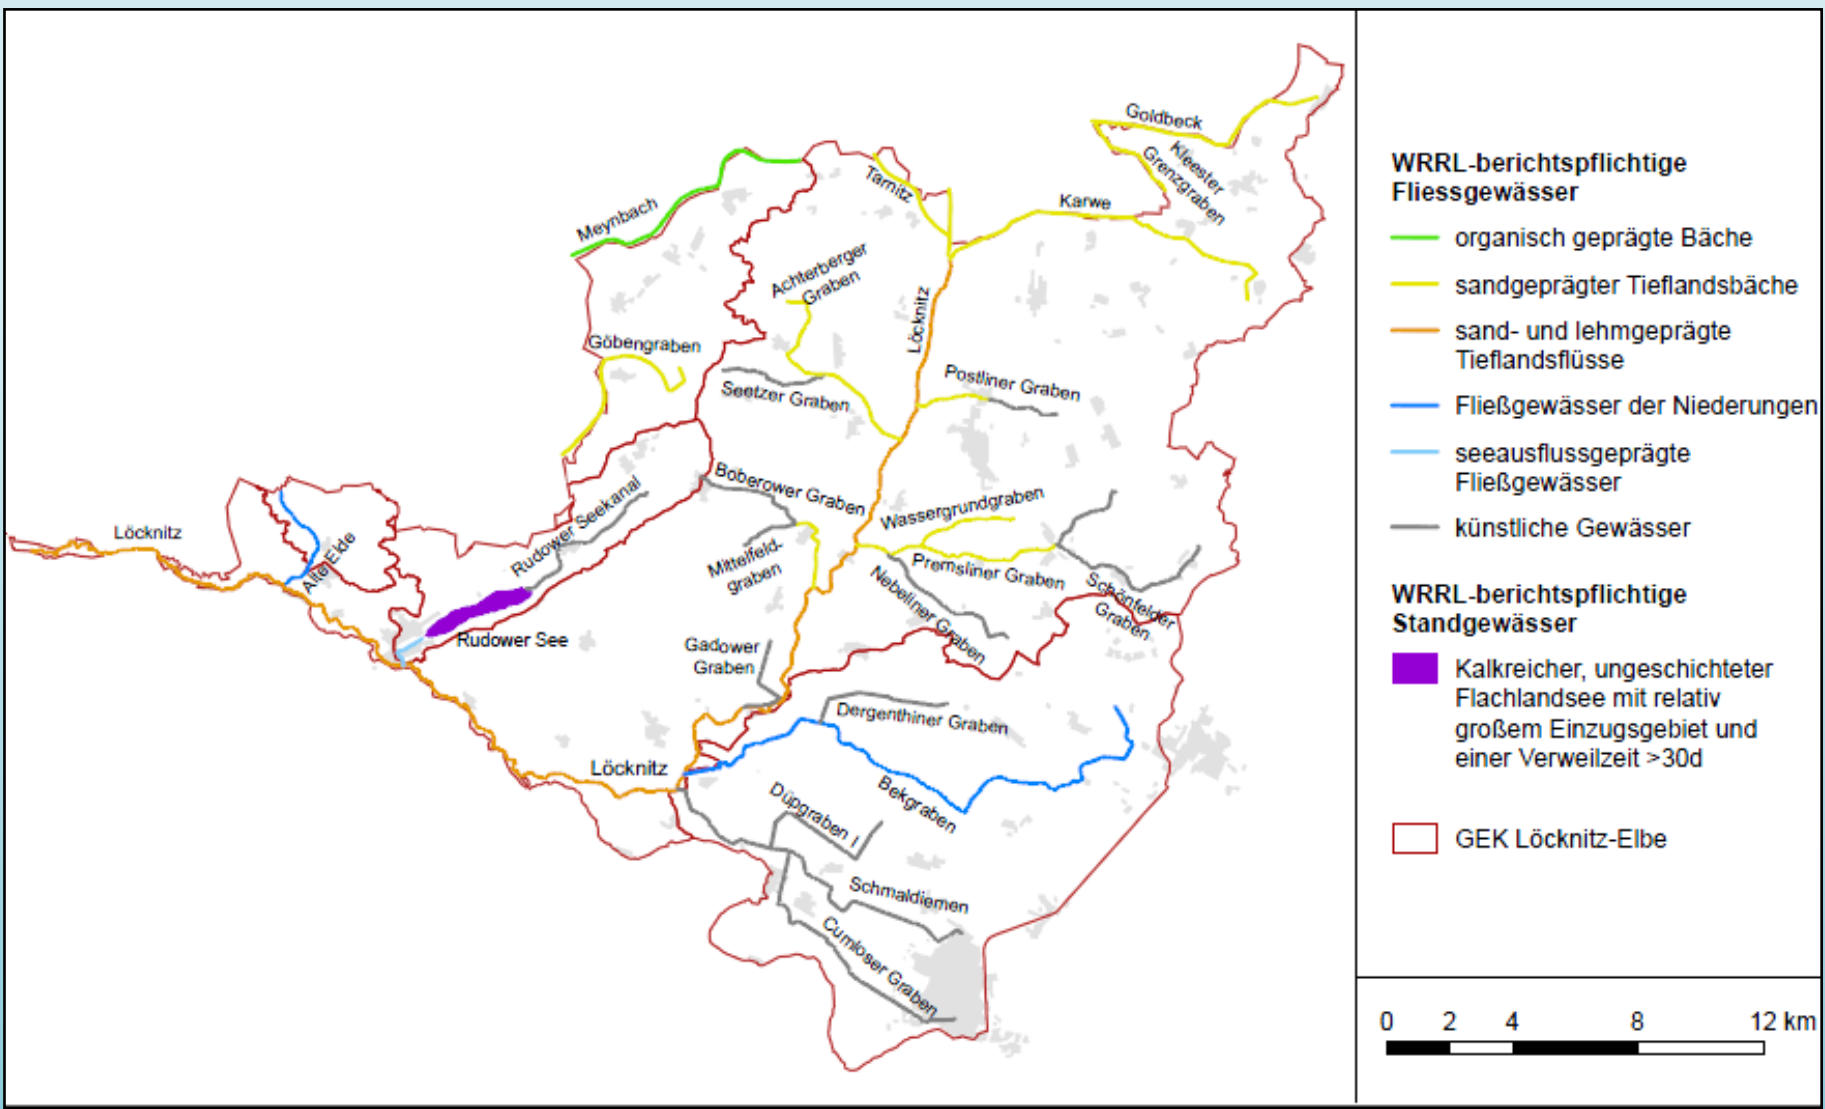 Goldbeck
Kleester
Grenzgraben
Tarnitz
Karwe
Meynbach
Achterberger
Graben
Löcknitz
Göbengraben
Seetzer Graben
Postliner Graben
Boberower Graben
Wassergrundgraben
Rudower Seekanal
Löcknitz
Alte Elde
Mittelfeld-
graben
Premsliner Graben
Nebeliner Graben
Schönfelder
Graben
Rudower See
Gadower
Graben
Dergenthiner Graben
Löcknitz
Bekgraben
Düpgraben I
Schmaldiemen
Cumloser Graben
WRRL-berichtspflichtige
Fliessgewässer
organisch geprägte Bäche
sandgeprägter Tieflandsbäche
sand- und lehmgeprägte
Tieflandsflüsse
Fließgewässer der Niederungen
seeausflussgeprägte
Fließgewässer
künstliche Gewässer
WRRL-berichtspflichtige
Standgewässer
Kalkreicher, ungeschichteter
Flachlandsee mit relativ
großem Einzugsgebiet und
einer Verweilzeit >30d
GEK Löcknitz-Elbe
0 2 4 8 12 km